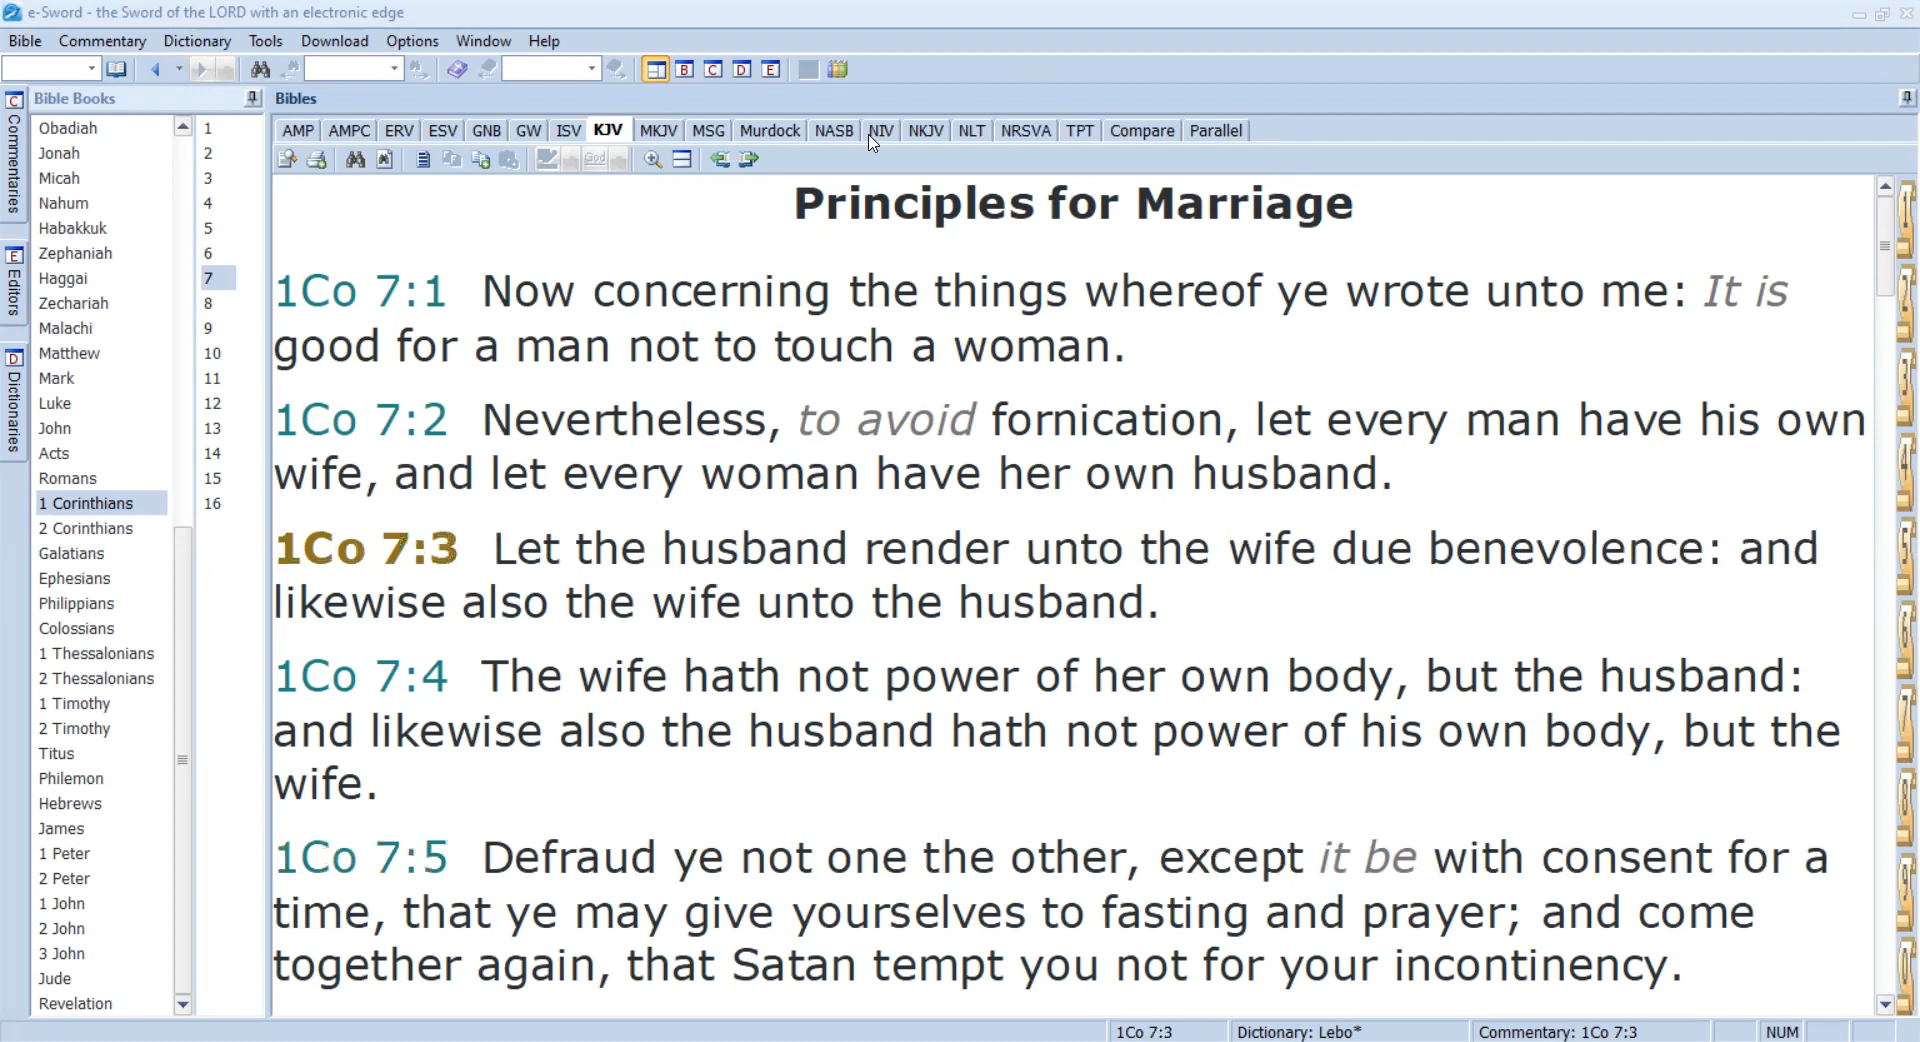 e-Sword - the Sword of the LORD with an electronic edge
Bible Commentary Dictionary Tools Download Options Window Help
B C D E
C Commentaries
E Editors
D Dictionaries
Bible Books
Obadiah
Jonah
Micah
Nahum
Habakkuk
Zephaniah
Haggai
Zechariah
Malachi
Matthew
Mark
Luke
John
Acts
Romans
1 Corinthians
2 Corinthians
Galatians
Ephesians
Philippians
Colossians
1 Thessalonians
2 Thessalonians
1 Timothy
2 Timothy
Titus
Philemon
Hebrews
James
1 Peter
2 Peter
1 John
2 John
3 John
Jude
Revelation
1
2
3
4
5
6
7
8
9
10
11
12
13
14
15
16
Bibles
AMP AMPC ERV ESV GNB GW ISV KJV MKJV MSG Murdock NASB NIV NKJV NLT NRSVA TPT Compare Parallel
God
Principles for Marriage
1Co 7:1 Now concerning the things whereof ye wrote unto me: It is
good for a man not to touch a woman.
1Co 7:2 Nevertheless, to avoid fornication, let every man have his own
wife, and let every woman have her own husband.
1Co 7:3 Let the husband render unto the wife due benevolence: and
likewise also the wife unto the husband.
1Co 7:4 The wife hath not power of her own body, but the husband:
and likewise also the husband hath not power of his own body, but the
wife.
1Co 7:5 Defraud ye not one the other, except it be with consent for a
time, that ye may give yourselves to fasting and prayer; and come
together again, that Satan tempt you not for your incontinency.
1
2
3
4
5
6
7
8
9
0
1Co 7:3 Dictionary: Lebo* Commentary: 1Co 7:3 NUM